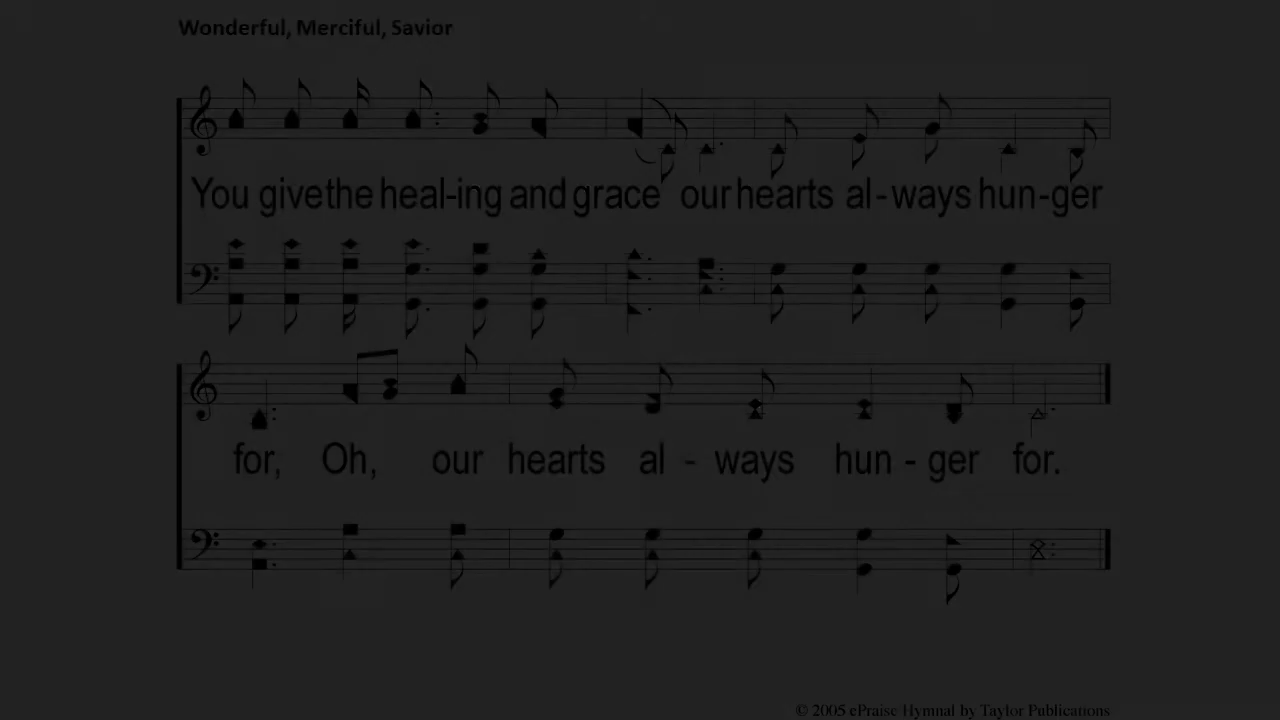 Wonderful, Merciful, Savior
You give the heal-ing and grace our hearts al-ways hun-ger
for, Oh, our hearts al - ways hun - ger for.
© 2005 ePraise Hymnal by Taylor Publications